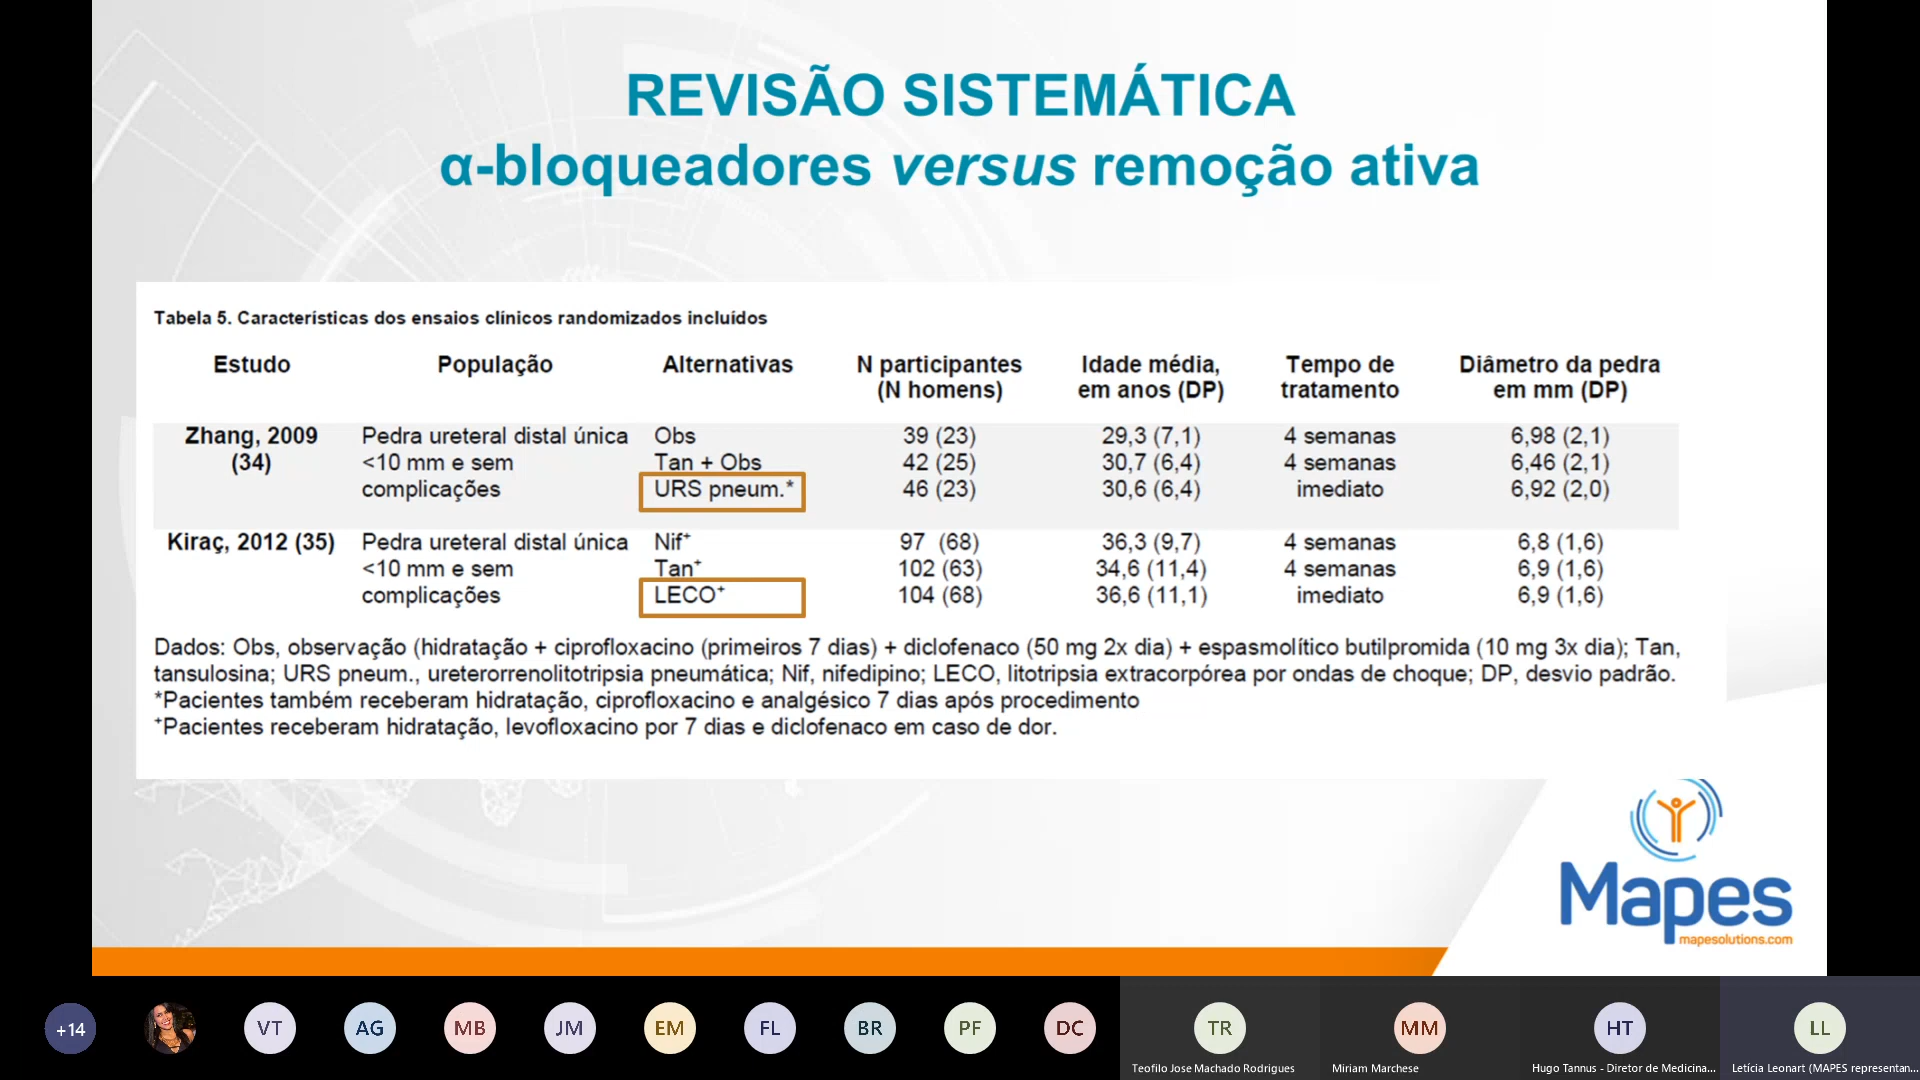 REVISÃO SISTEMÁTICA
α-bloqueadores versus remoção ativa
Tabela 5. Características dos ensaios clínicos randomizados incluídos
Estudo População Alternativas N participantes (N homens) Idade média, em anos (DP) Tempo de tratamento Diâmetro da pedra em mm (DP)
Zhang, 2009 Pedra ureteral distal única Obs 39 (23) 29,3 (7,1) 4 semanas 6,98 (2,1)
(34) <10 mm e sem Tan + Obs 42 (25) 30,7 (6,4) 4 semanas 6,46 (2,1)
complicações URS pneum.* 46 (23) 30,6 (6,4) imediato 6,92 (2,0)
Kiraç, 2012 (35) Pedra ureteral distal única Nif⁺ 97 (68) 36,3 (9,7) 4 semanas 6,8 (1,6)
<10 mm e sem Tan⁺ 102 (63) 34,6 (11,4) 4 semanas 6,9 (1,6)
complicações LECO⁺ 104 (68) 36,6 (11,1) imediato 6,9 (1,6)
Dados: Obs, observação (hidratação + ciprofloxacino (primeiros 7 dias) + diclofenaco (50 mg 2x dia) + espasmolítico butilpromida (10 mg 3x dia); Tan,
tansulosina; URS pneum., ureterorrenolitotripsia pneumática; Nif, nifedipino; LECO, litotripsia extracorpórea por ondas de choque; DP, desvio padrão.
*Pacientes também receberam hidratação, ciprofloxacino e analgésico 7 dias após procedimento
⁺Pacientes receberam hidratação, levofloxacino por 7 dias e diclofenaco em caso de dor.
Mapes
mapesolutions.com
+14 VT AG MB JM EM FL BR PF DC TR MM HT LL
Teofilo Jose Machado Rodrigues Miriam Marchese Hugo Tannus - Diretor de Medicina... Letícia Leonart (MAPES representan...